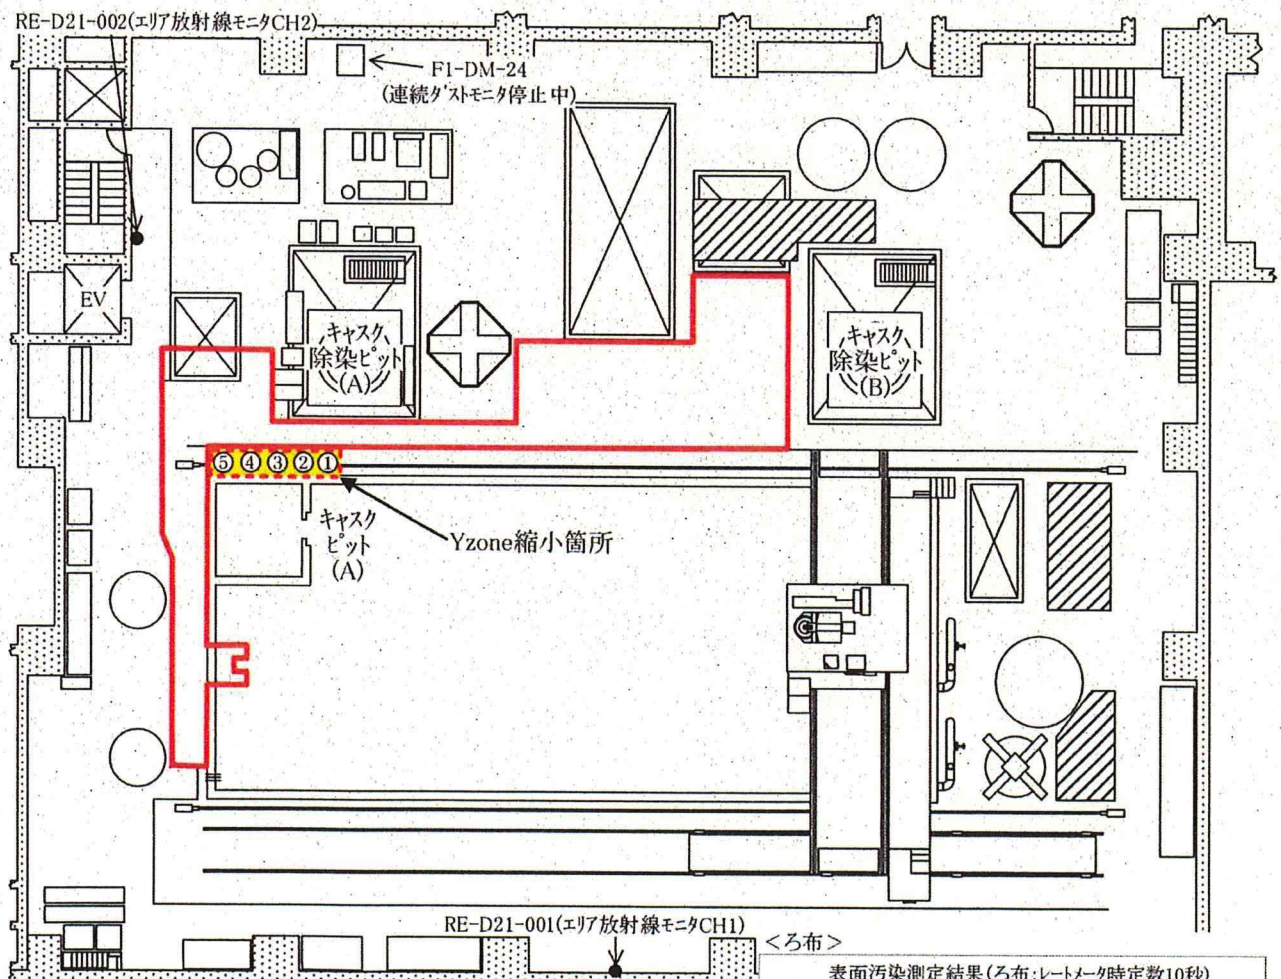 RE-D21-002(エリア放射線モニタCH2)
F1-DM-24
(連続ダストモニタ停止中)
EV
キャスク
除染ピット
(A)
キャスク
除染ピット
(B)
⑤ ④ ③ ② ①
キャスク
ピット
(A)
Yzone縮小箇所
RE-D21-001(エリア放射線モニタCH1)
<ろ布>
表面汚染測定結果(ろ布:レートメータ時定数10秒)